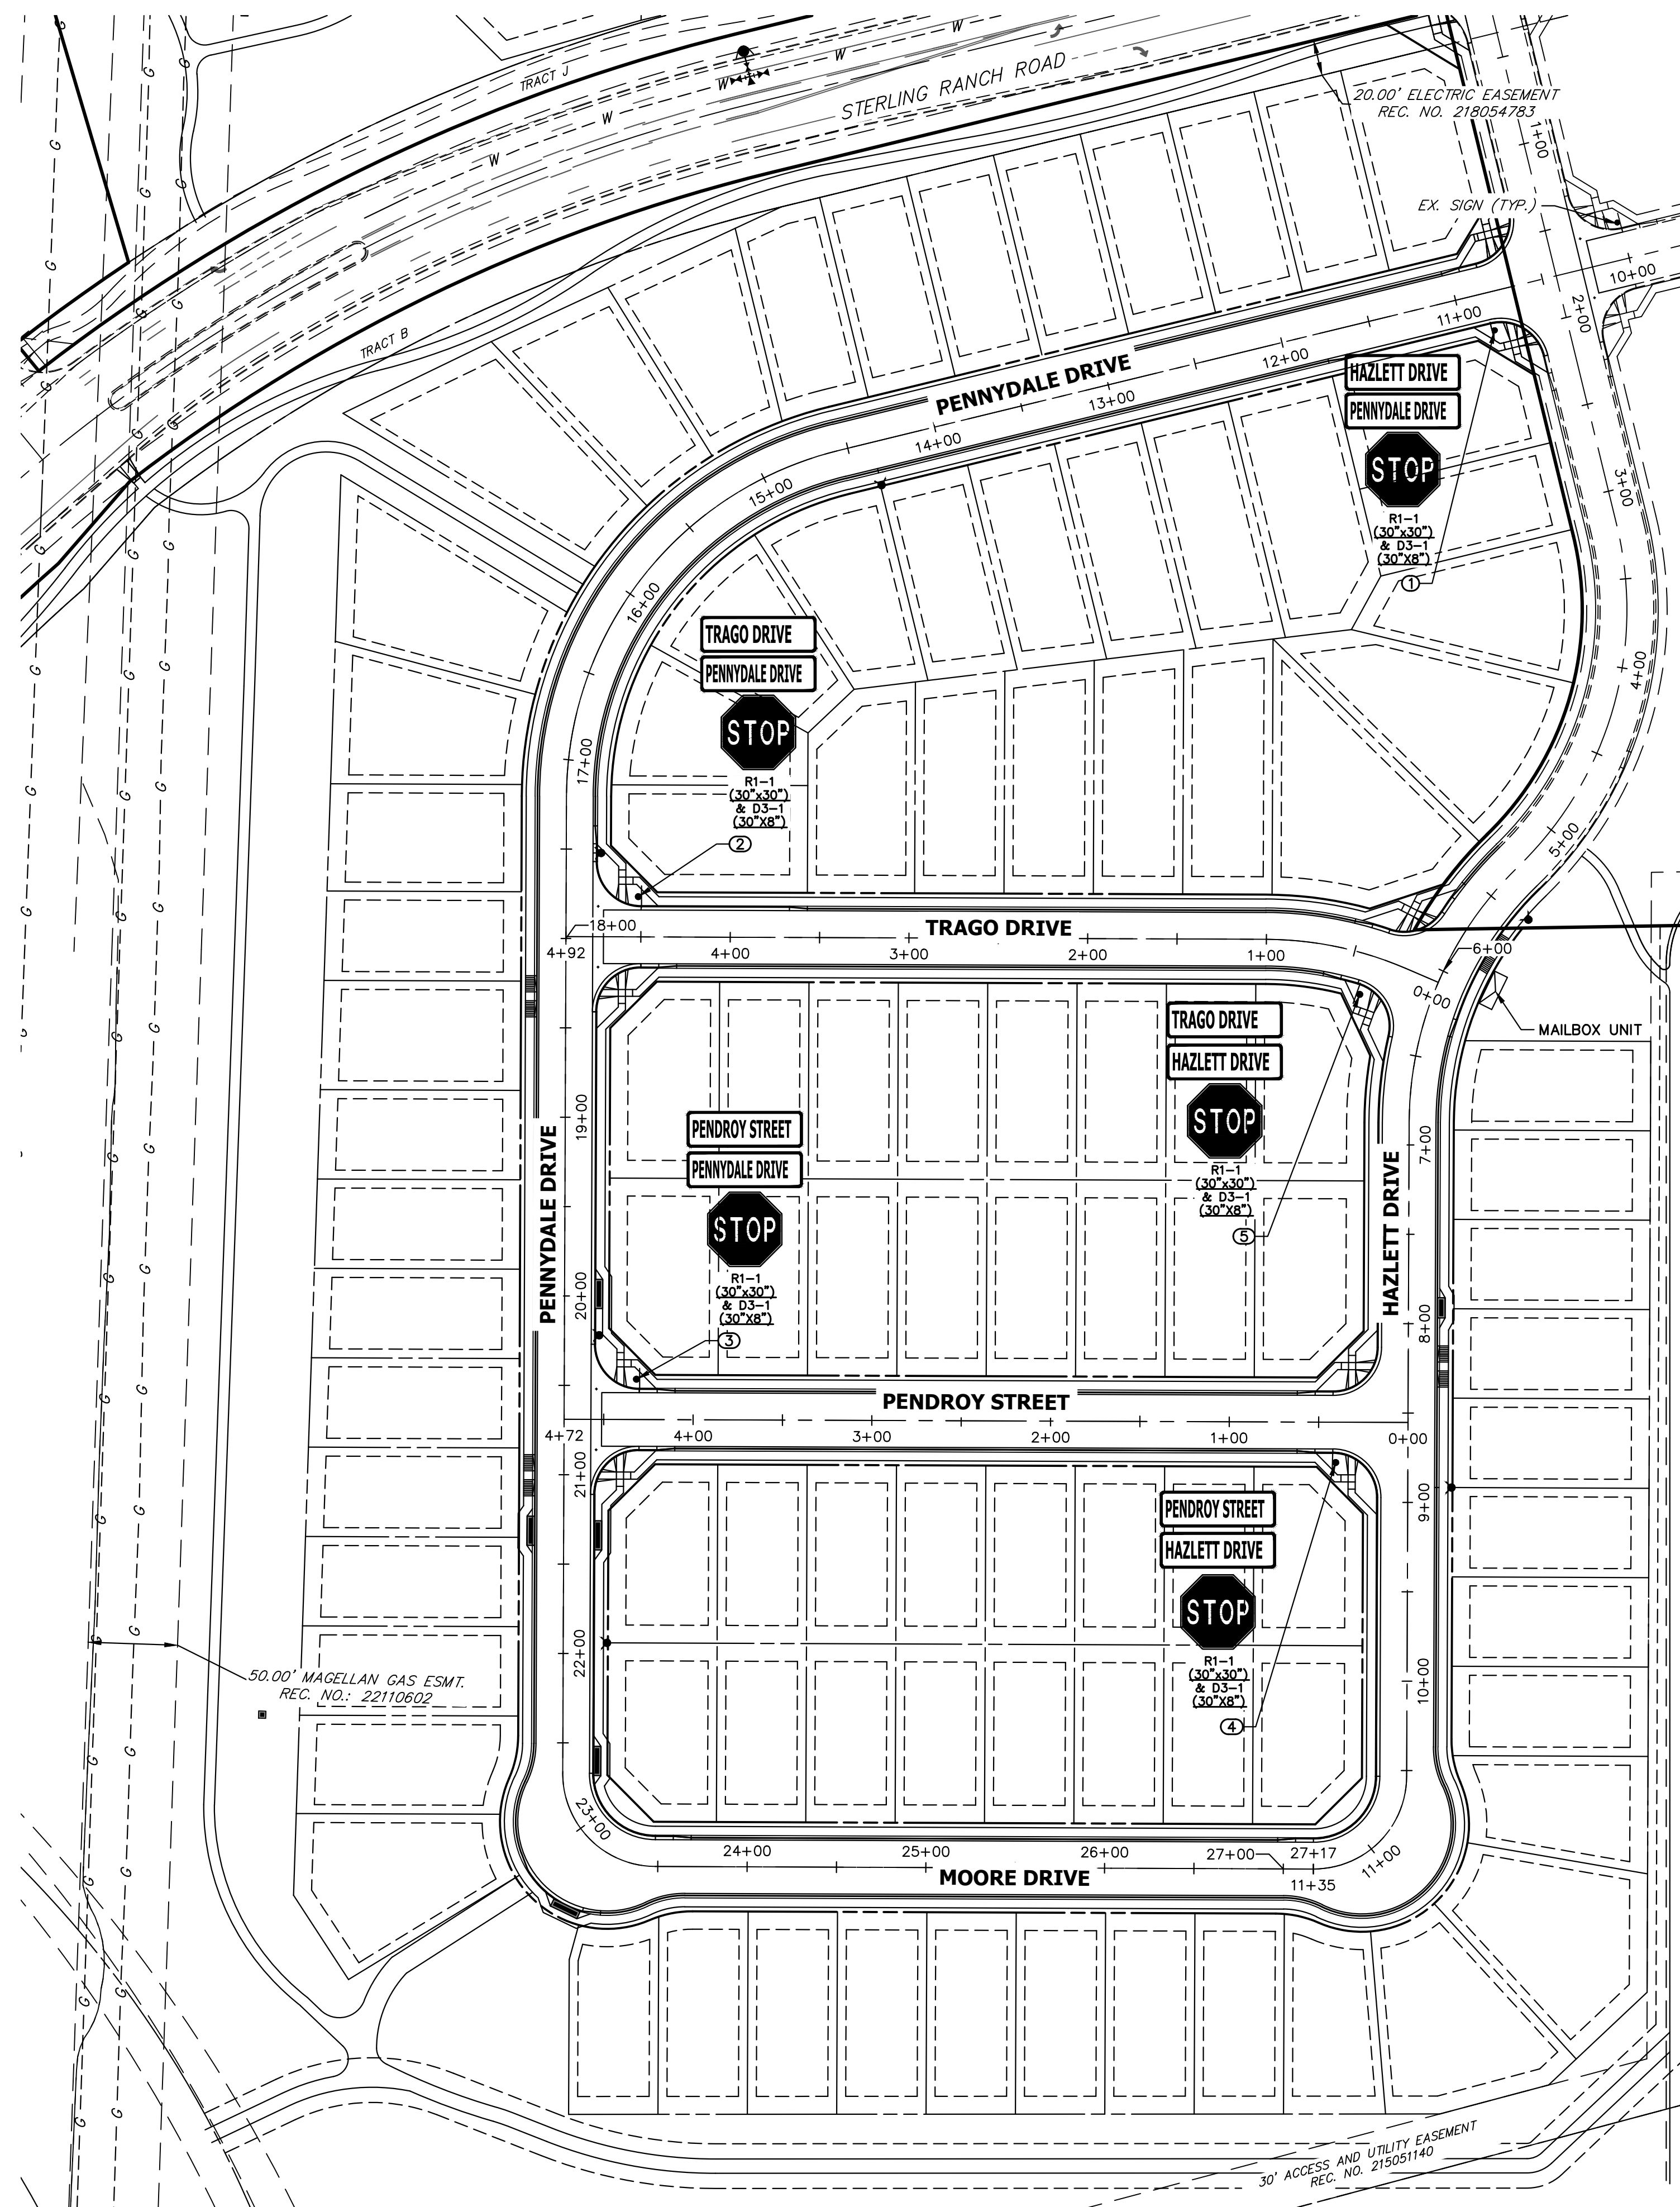 TRACT J
W
W
W
W
W
STERLING RANCH ROAD
20.00' ELECTRIC EASEMENT
REC. NO. 218054783
1+00
EX. SIGN (TYP.)
10+00
2+00
TRACT B
11+00
12+00
13+00
14+00
15+00
16+00
17+00
PENNYDALE DRIVE
HAZLETT DRIVE
PENNYDALE DRIVE
STOP
R1-1
(30"x30")
& D3-1
(30"X8")
1
3+00
4+00
5+00
6+00
TRAGO DRIVE
PENNYDALE DRIVE
STOP
R1-1
(30"x30")
& D3-1
(30"X8")
2
18+00
4+92
TRAGO DRIVE
4+00
3+00
2+00
1+00
0+00
MAILBOX UNIT
TRAGO DRIVE
HAZLETT DRIVE
STOP
R1-1
(30"x30")
& D3-1
(30"X8")
5
PENDROY STREET
PENNYDALE DRIVE
STOP
R1-1
(30"x30")
& D3-1
(30"X8")
3
PENNYDALE DRIVE
19+00
20+00
HAZLETT DRIVE
7+00
8+00
PENDROY STREET
4+72
4+00
3+00
2+00
1+00
0+00
21+00
22+00
9+00
10+00
PENDROY STREET
HAZLETT DRIVE
STOP
R1-1
(30"x30")
& D3-1
(30"X8")
4
50.00' MAGELLAN GAS ESMT.
REC. NO.: 22110602
23+00
24+00
25+00
26+00
27+00
27+17
11+00
11+35
MOORE DRIVE
30' ACCESS AND UTILITY EASEMENT
REC. NO. 215051140